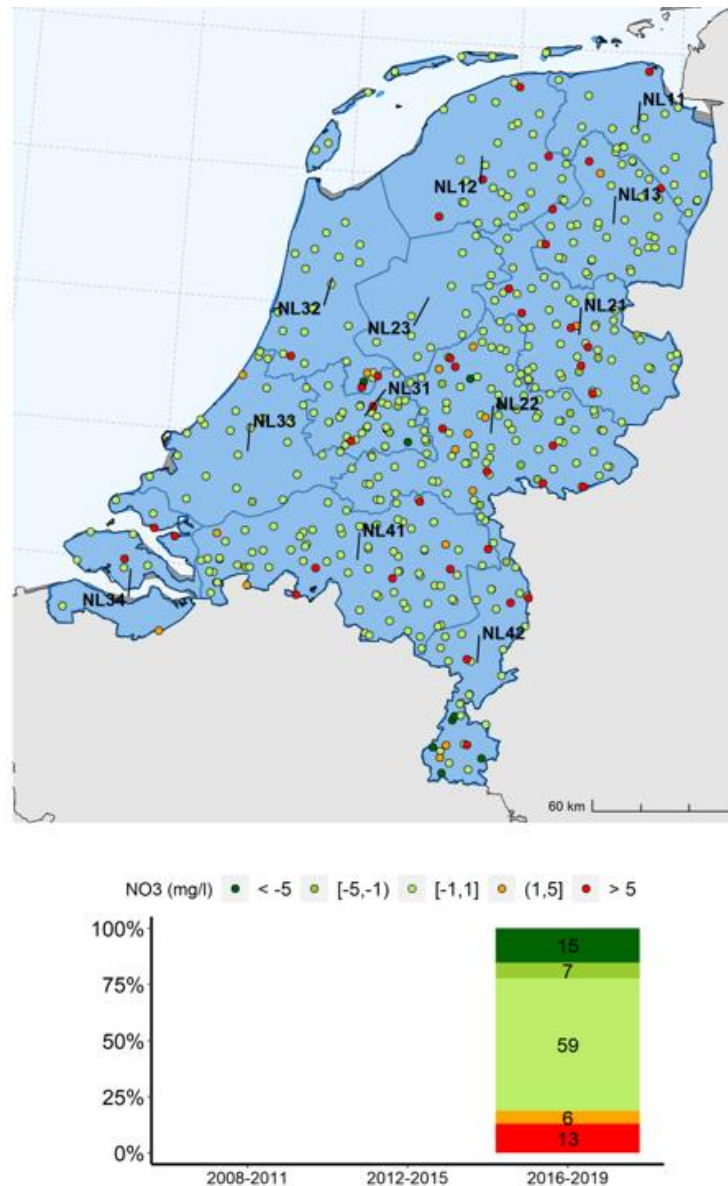 NL11
NL12
NL13
NL32
NL23
NL21
NL31
NL33
NL22
NL41
NL34
NL42
60 km
NO3 (mg/l) < -5 [-5,-1) [-1,1] (1,5] > 5
100%
15
7
75%
50%
59
25%
6
13
0%
2008-2011 2012-2015 2016-2019